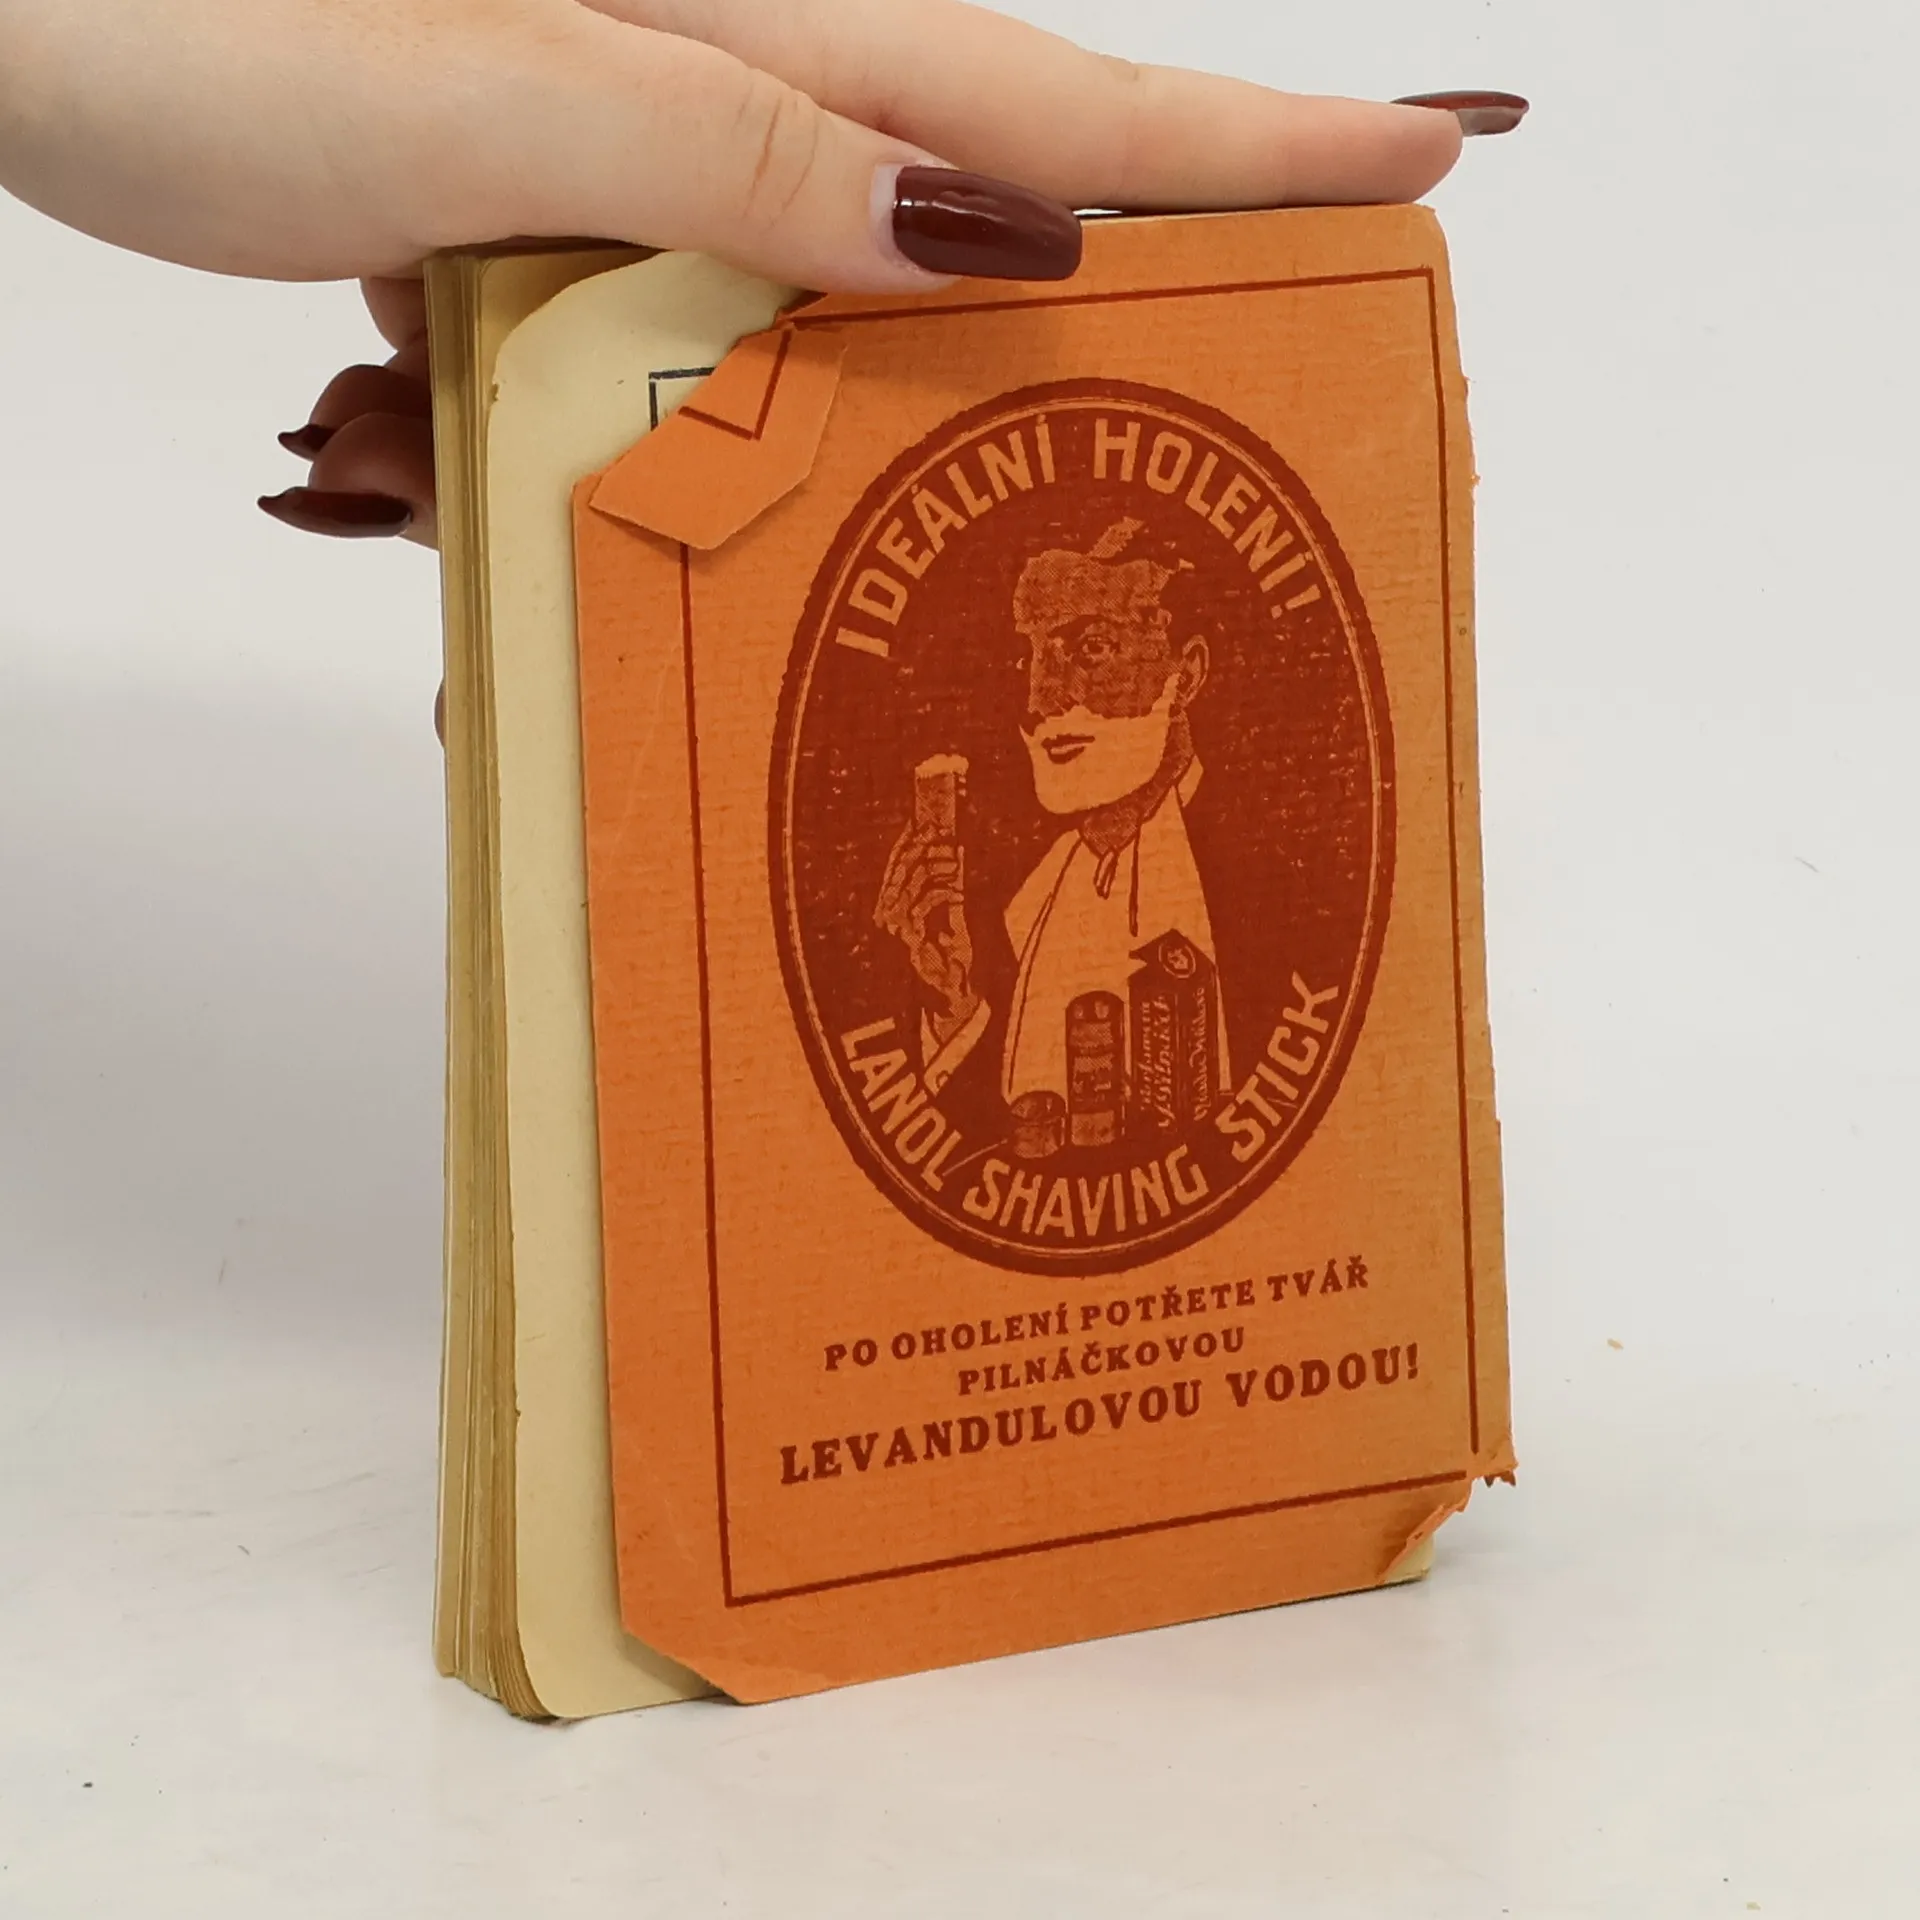 IDEÁLNÍ HOLENÍ!
LANOL SHAVING STICK
PO OHOLENÍ POTŘETE TVÁŘ
PILNÁČKOVOU
LEVANDULOVOU VODOU!